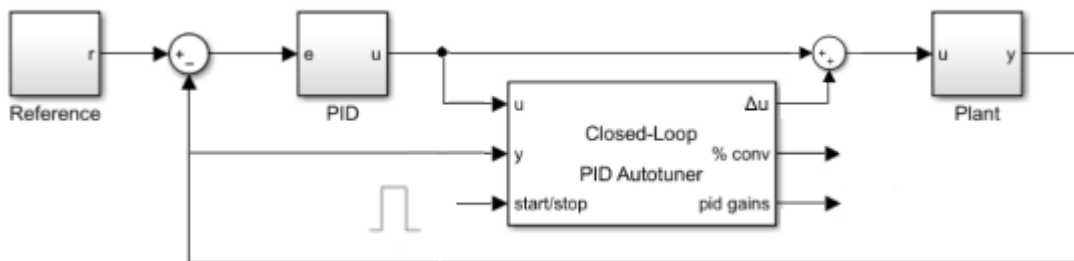 r
+
−
e
u
+
+
u
y
Reference
PID
Plant
u
Δu
Closed-Loop
y
% conv
PID Autotuner
start/stop
pid gains